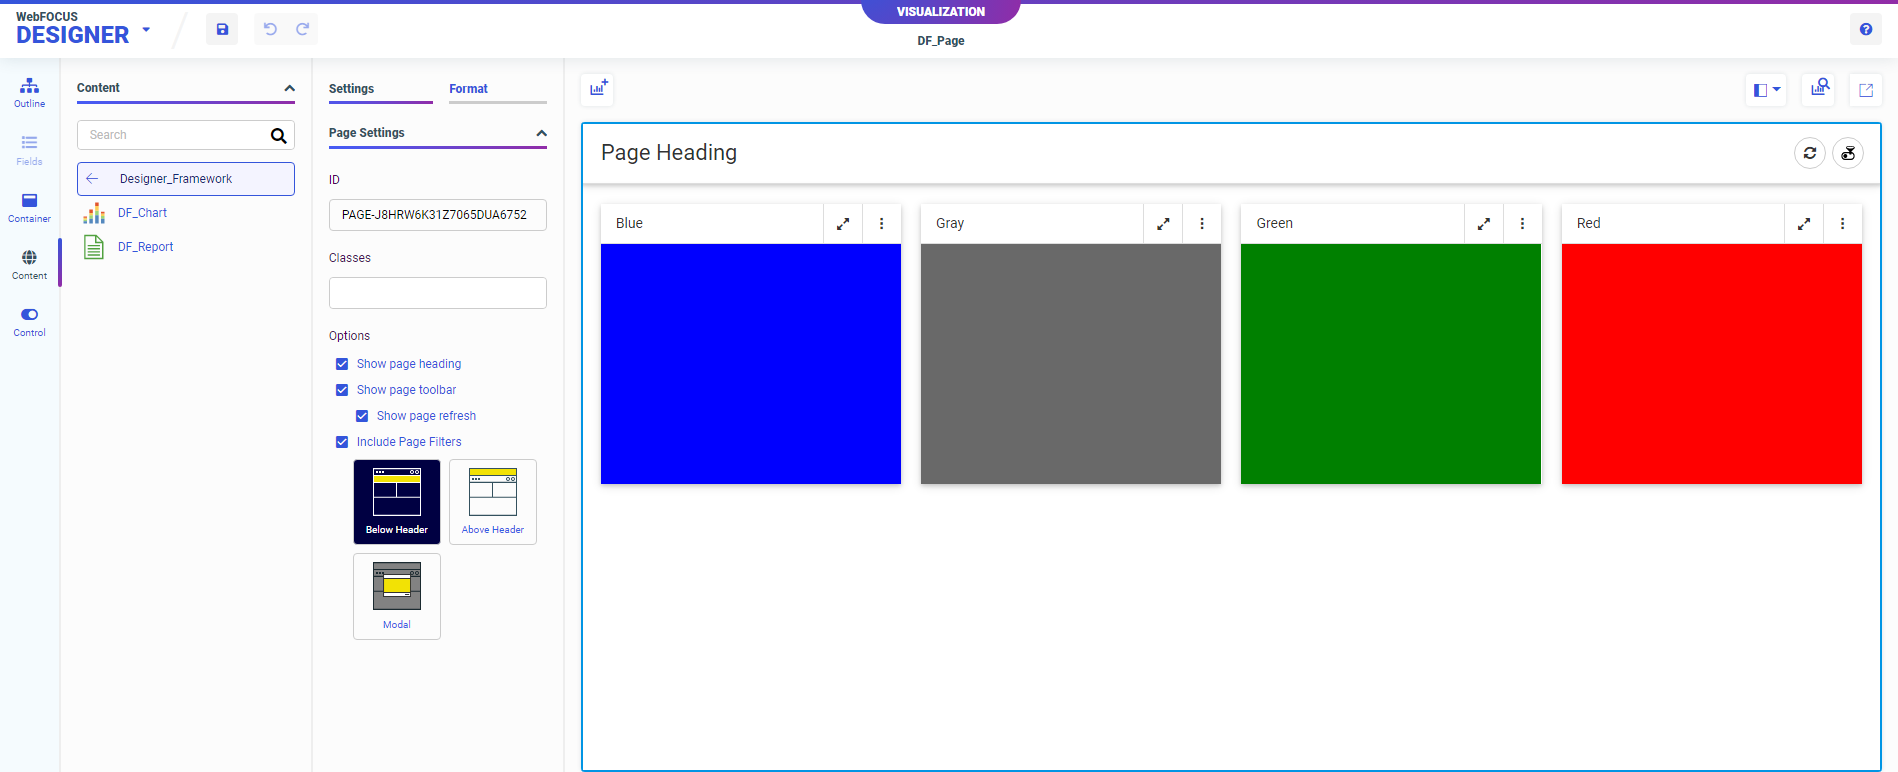 WebFOCUS
DESIGNER
VISUALIZATION
DF_Page
Outline
Fields
Container
Content
Control
Content
Search
Designer_Framework
DF_Chart
DF_Report
Settings
Format
Page Settings
ID
PAGE-J8HRW6K31Z7065DUA6752
Classes
Options
Show page heading
Show page toolbar
Show page refresh
Include Page Filters
Below Header
Above Header
Modal
Page Heading
Blue
Gray
Green
Red